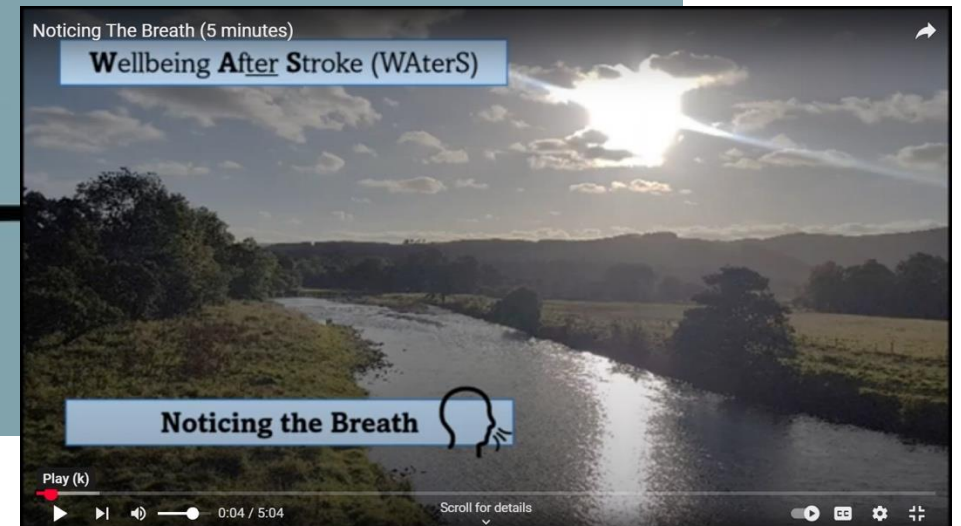 Noticing The Breath (5 minutes)
Wellbeing After Stroke (WAterS)
Noticing the Breath
Play (k)
0:04 / 5:04
Scroll for details
CC